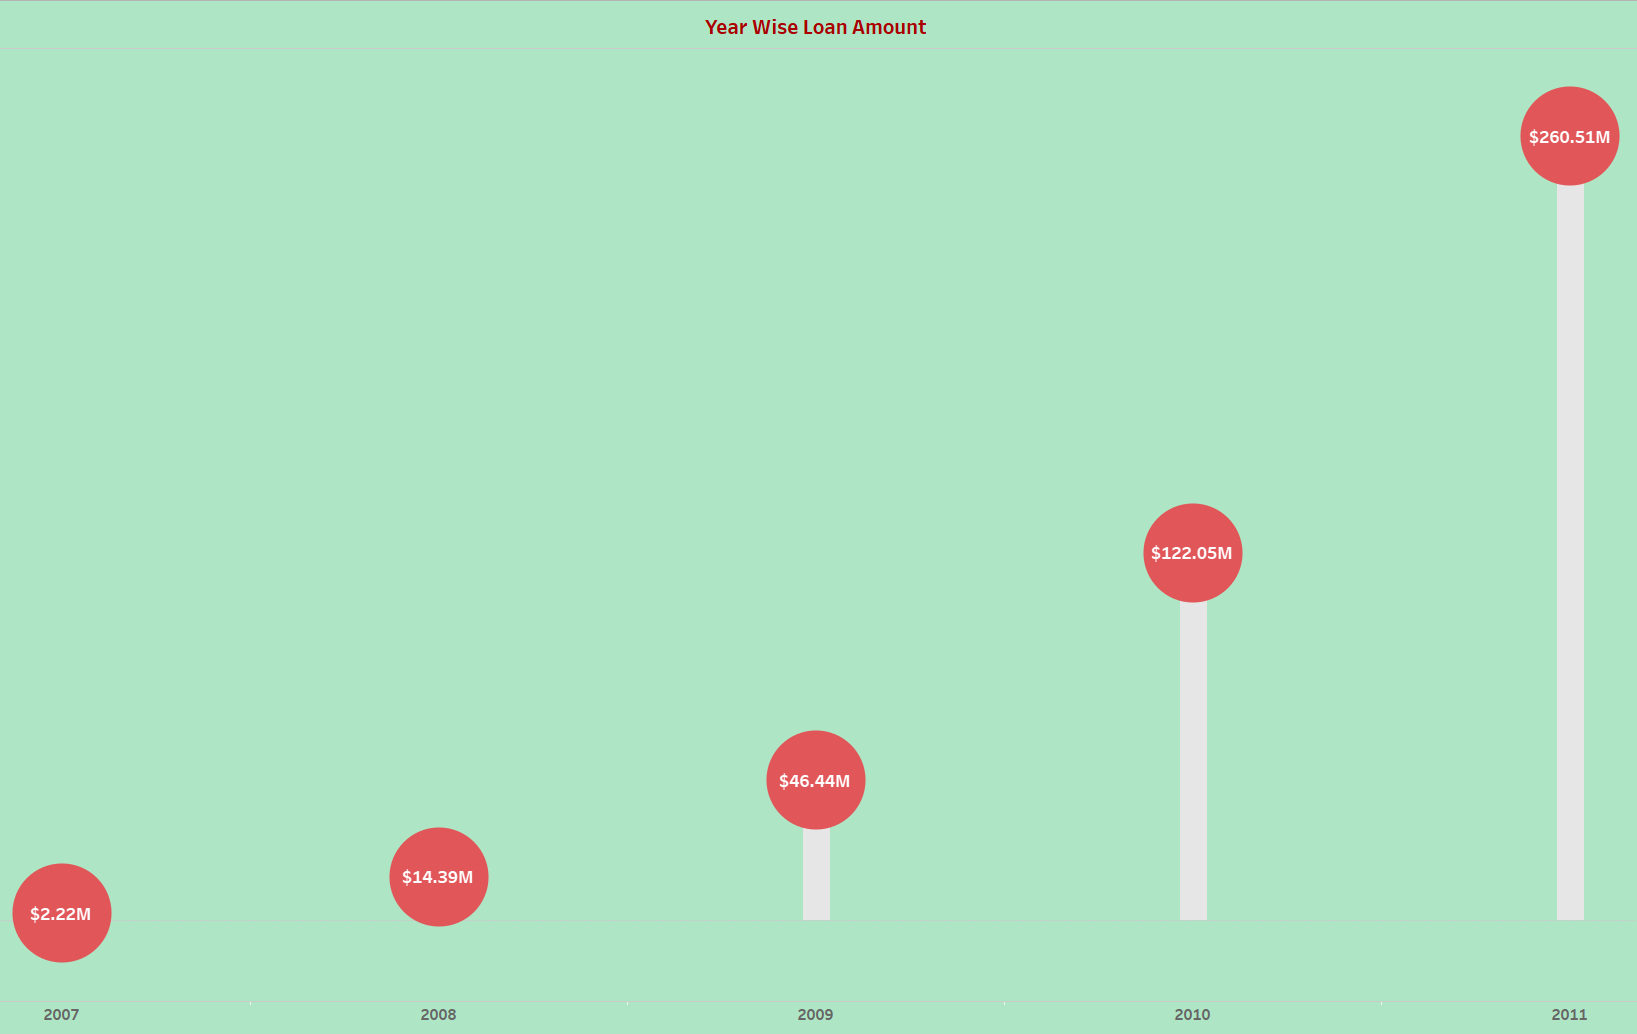 Year Wise Loan Amount
$260.51M
$122.05M
$46.44M
$14.39M
$2.22M
2007 2008 2009 2010 2011